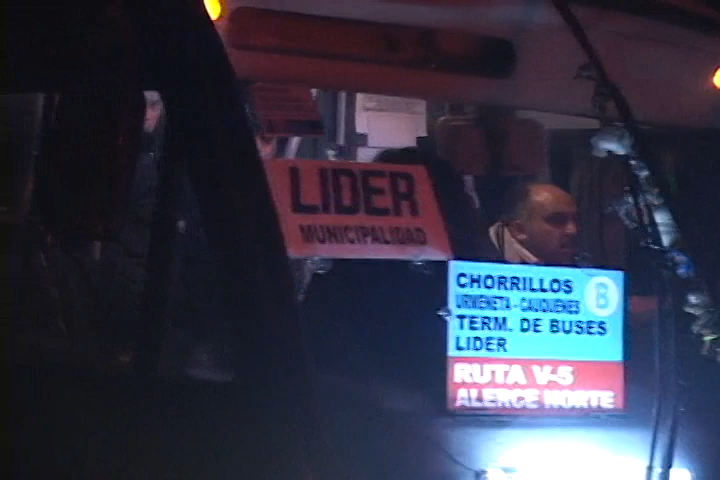 LIDER
MUNICIPALIDAD
CHORRILLOS
URMENETA - CAUQUENES
B
TERM. DE BUSES
LIDER
RUTA V-5
ALERCE NORTE